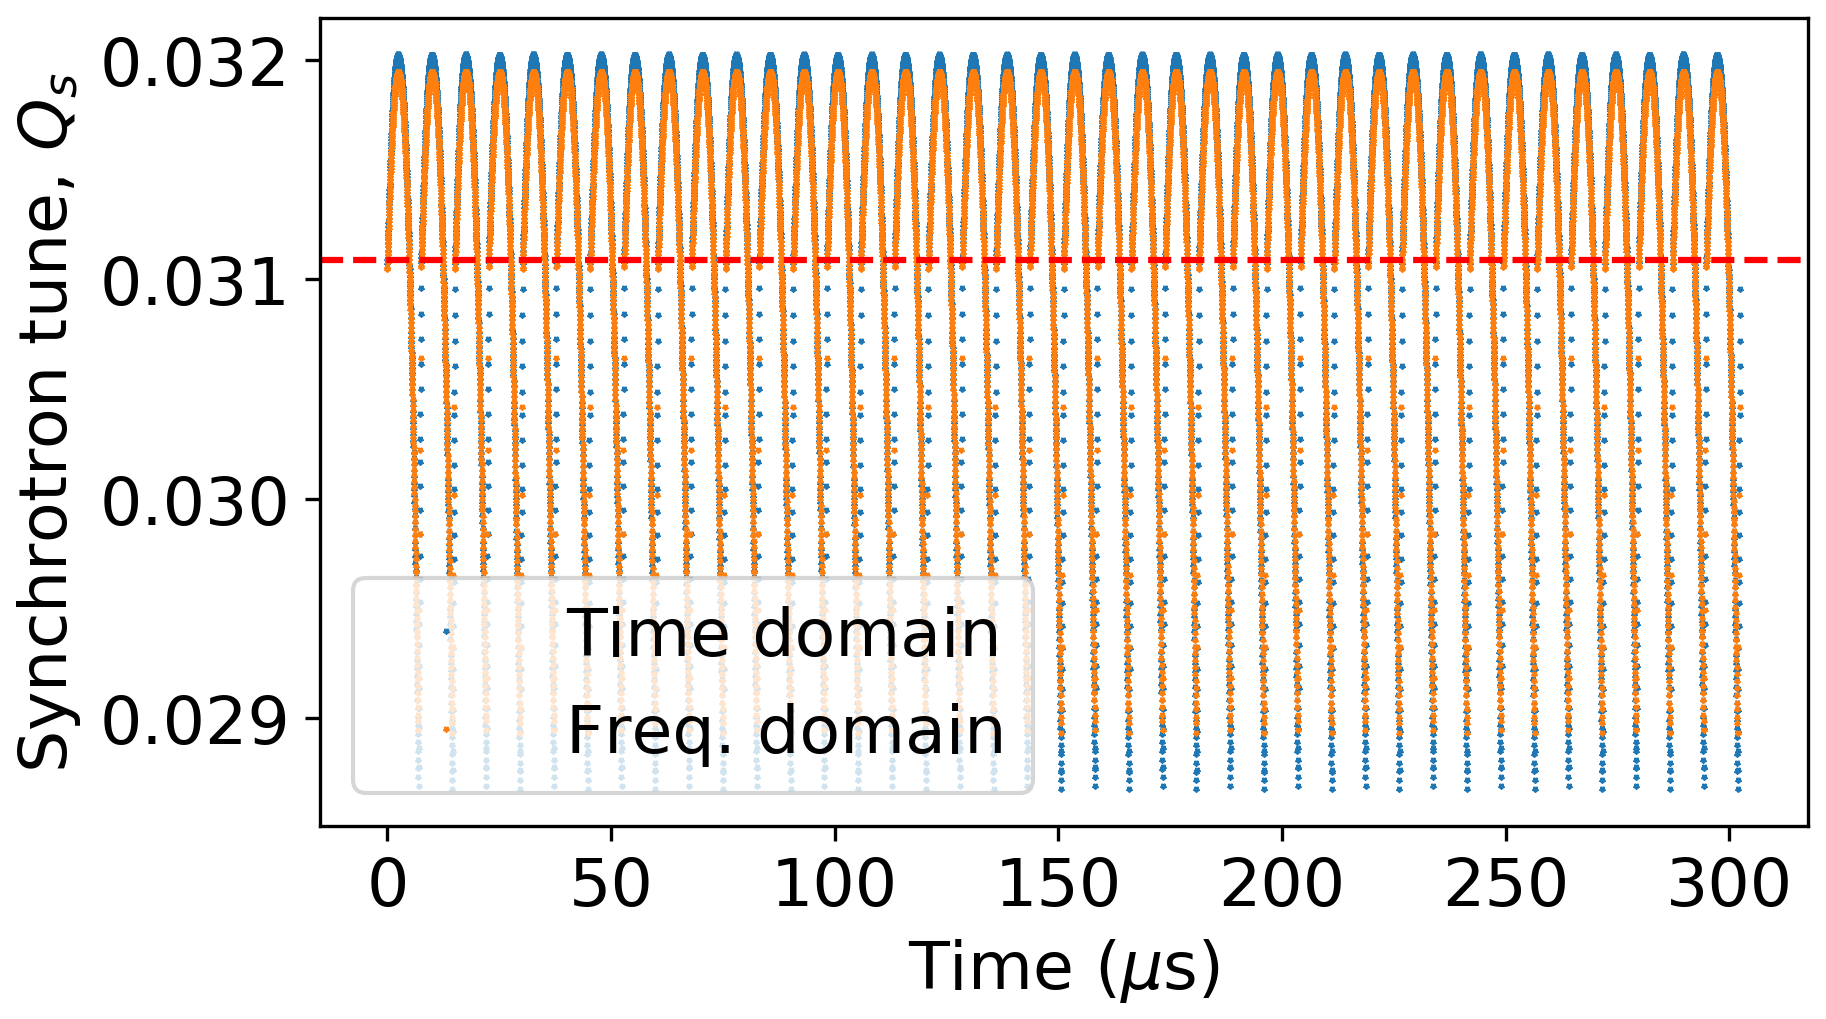 Synchrotron tune, Qs
0.032
0.031
0.030
0.029
Time domain
Freq. domain
0 50 100 150 200 250 300
Time (μs)